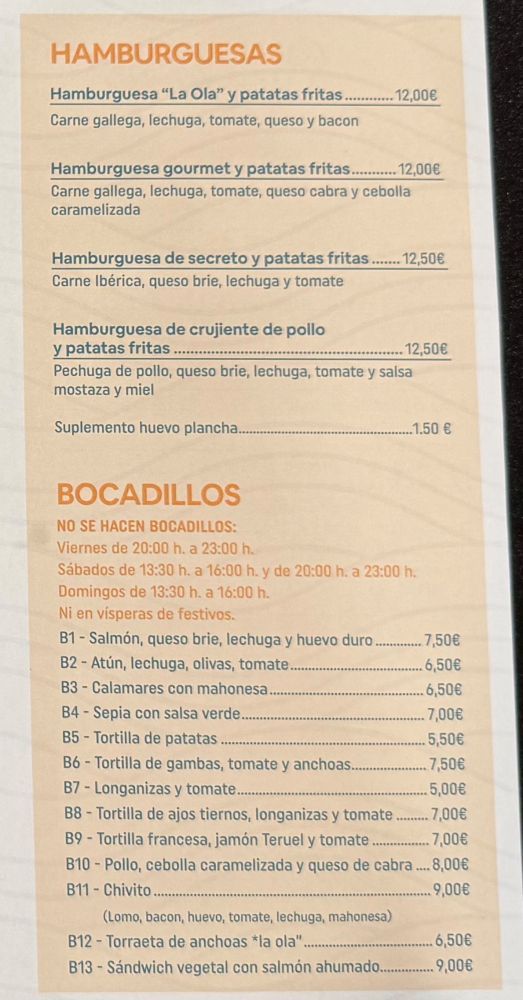 HAMBURGUESAS
Hamburguesa “La Ola” y patatas fritas............12,00€
Carne gallega, lechuga, tomate, queso y bacon
Hamburguesa gourmet y patatas fritas...........12,00€
Carne gallega, lechuga, tomate, queso cabra y cebolla
caramelizada
Hamburguesa de secreto y patatas fritas.......12,50€
Carne Ibérica, queso brie, lechuga y tomate
Hamburguesa de crujiente de pollo
y patatas fritas.........................................................12,50€
Pechuga de pollo, queso brie, lechuga, tomate y salsa
mostaza y miel
Suplemento huevo plancha...............................................1.50 €
BOCADILLOS
NO SE HACEN BOCADILLOS:
Viernes de 20:00 h. a 23:00 h.
Sábados de 13:30 h. a 16:00 h. y de 20:00 h. a 23:00 h.
Domingos de 13:30 h. a 16:00 h.
Ni en vísperas de festivos.
B1 - Salmón, queso brie, lechuga y huevo duro............7,50€
B2 - Atún, lechuga, olivas, tomate..................................6,50€
B3 - Calamares con mahonesa.......................................6,50€
B4 - Sepia con salsa verde..............................................7,00€
B5 - Tortilla de patatas...................................................5,50€
B6 - Tortilla de gambas, tomate y anchoas...................7,50€
B7 - Longanizas y tomate...............................................5,00€
B8 - Tortilla de ajos tiernos, longanizas y tomate.........7,00€
B9 - Tortilla francesa, jamón Teruel y tomate................7,00€
B10 - Pollo, cebolla caramelizada y queso de cabra....8,00€
B11 - Chivito......................................................................9,00€
(Lomo, bacon, huevo, tomate, lechuga, mahonesa)
B12 - Torraeta de anchoas *la ola"................................6,50€
B13 - Sándwich vegetal con salmón ahumado..............9,00€